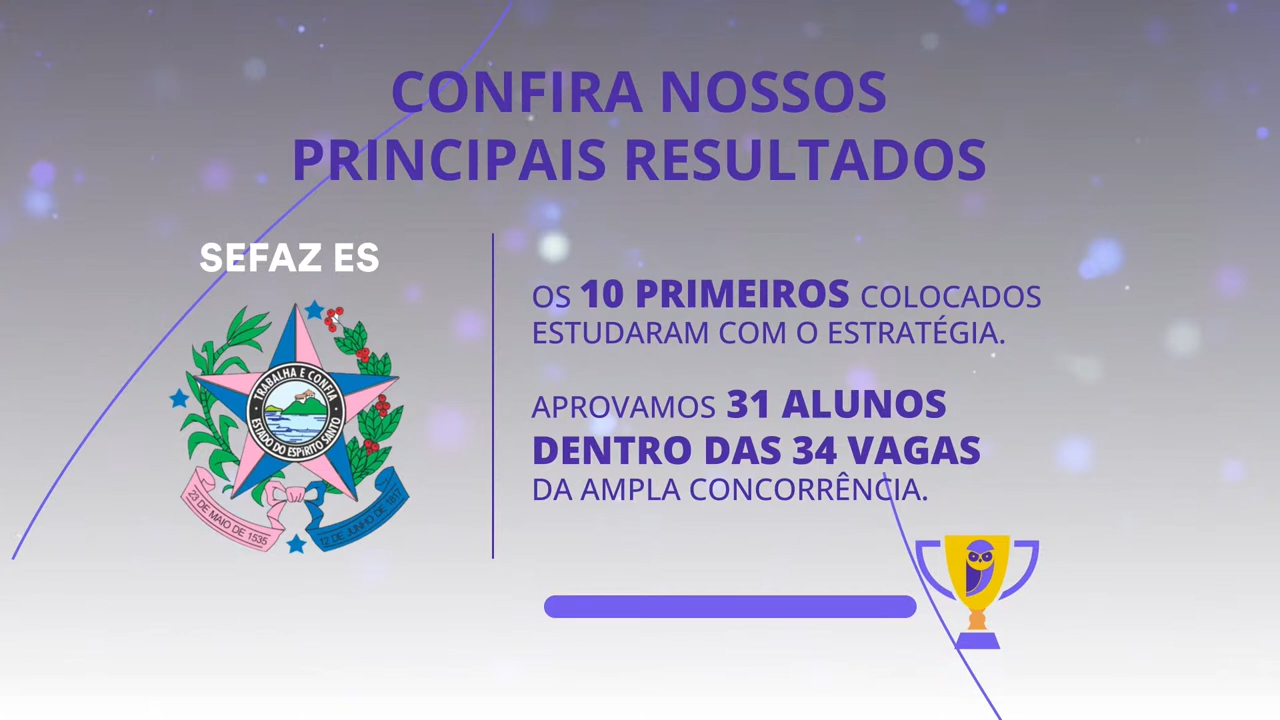 CONFIRA NOSSOS
PRINCIPAIS RESULTADOS
SEFAZ ES
TRABALHA E CONFIA
ESTADO DO ESPÍRITO SANTO
23 DE MAIO DE 1535
12 DE JUNHO DE 1817
OS 10 PRIMEIROS COLOCADOS
ESTUDARAM COM O ESTRATÉGIA.
APROVAMOS 31 ALUNOS
DENTRO DAS 34 VAGAS
DA AMPLA CONCORRÊNCIA.